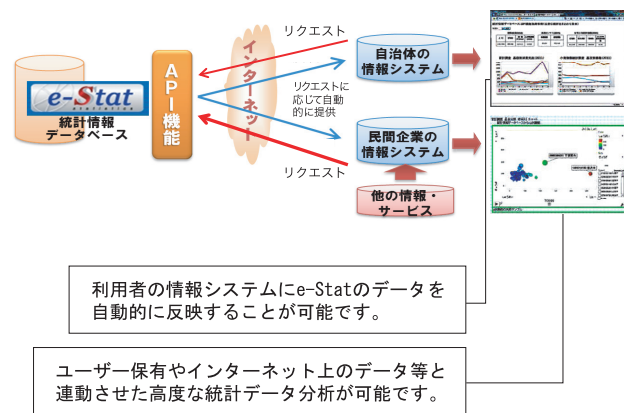 リクエスト
e-Stat
統計情報
データベース
API機能
インターネット
自治体の
情報システム
リクエストに
応じて自動
的に提供
民間企業の
情報システム
リクエスト
他の情報・
サービス
利用者の情報システムにe-Statのデータを
自動的に反映することが可能です。
ユーザー保有やインターネット上のデータ等と
連動させた高度な統計データ分析が可能です。